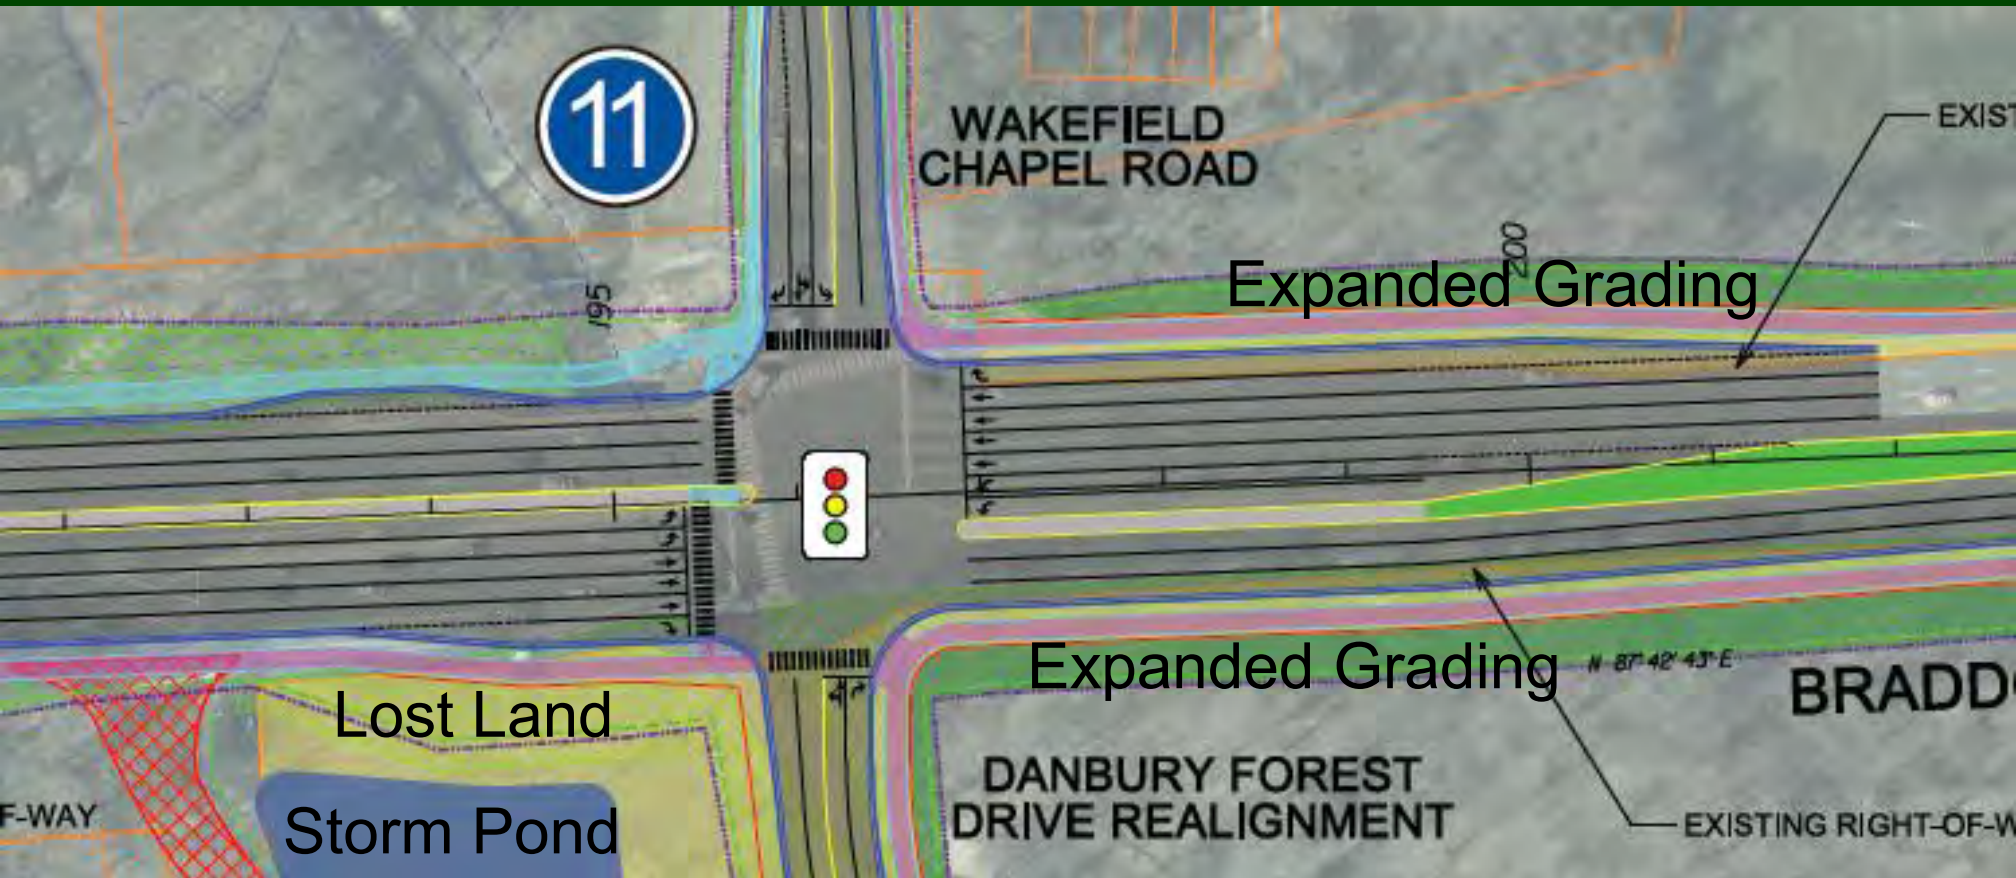 11
WAKEFIELD
CHAPEL ROAD
EXIST
200
Expanded Grading
195
Expanded Grading
N 87°42'43" E
BRADD
Lost Land
DANBURY FOREST
DRIVE REALIGNMENT
F-WAY
Storm Pond
EXISTING RIGHT-OF-W